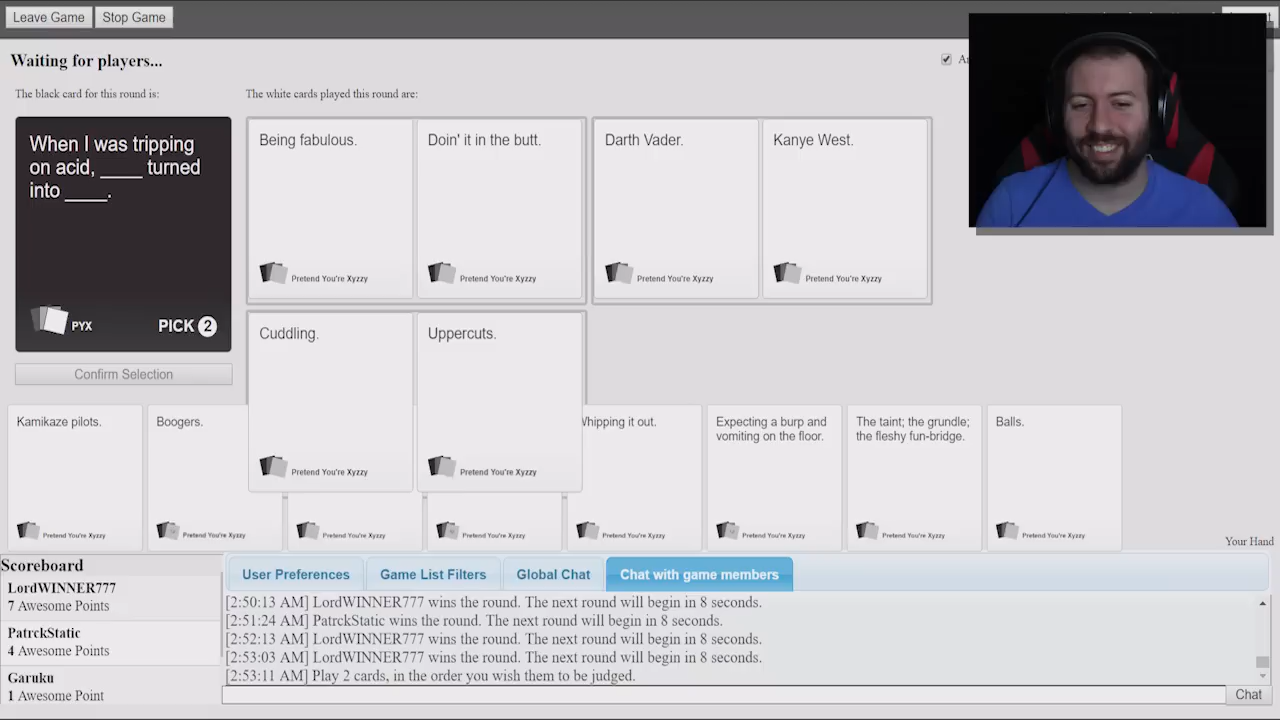 Leave Game
Stop Game
Waiting for players...
The black card for this round is:
The white cards played this round are:
When I was tripping
on acid, ____ turned
into ____.
PYX
PICK 2
Confirm Selection
Being fabulous.
Pretend You're Xyzzy
Doin' it in the butt.
Pretend You're Xyzzy
Darth Vader.
Pretend You're Xyzzy
Kanye West.
Pretend You're Xyzzy
Cuddling.
Pretend You're Xyzzy
Uppercuts.
Pretend You're Xyzzy
Kamikaze pilots.
Pretend You're Xyzzy
Boogers.
Pretend You're Xyzzy
Pretend You're Xyzzy
Pretend You're Xyzzy
Whipping it out.
Pretend You're Xyzzy
Expecting a burp and
vomiting on the floor.
Pretend You're Xyzzy
The taint; the grundle;
the fleshy fun-bridge.
Pretend You're Xyzzy
Balls.
Pretend You're Xyzzy
Your Hand
Scoreboard
LordWINNER777
7 Awesome Points
PatrckStatic
4 Awesome Points
Garuku
1 Awesome Point
User Preferences
Game List Filters
Global Chat
Chat with game members
[2:50:13 AM] LordWINNER777 wins the round. The next round will begin in 8 seconds.
[2:51:24 AM] PatrckStatic wins the round. The next round will begin in 8 seconds.
[2:52:13 AM] LordWINNER777 wins the round. The next round will begin in 8 seconds.
[2:53:03 AM] LordWINNER777 wins the round. The next round will begin in 8 seconds.
[2:53:11 AM] Play 2 cards, in the order you wish them to be judged.
Chat